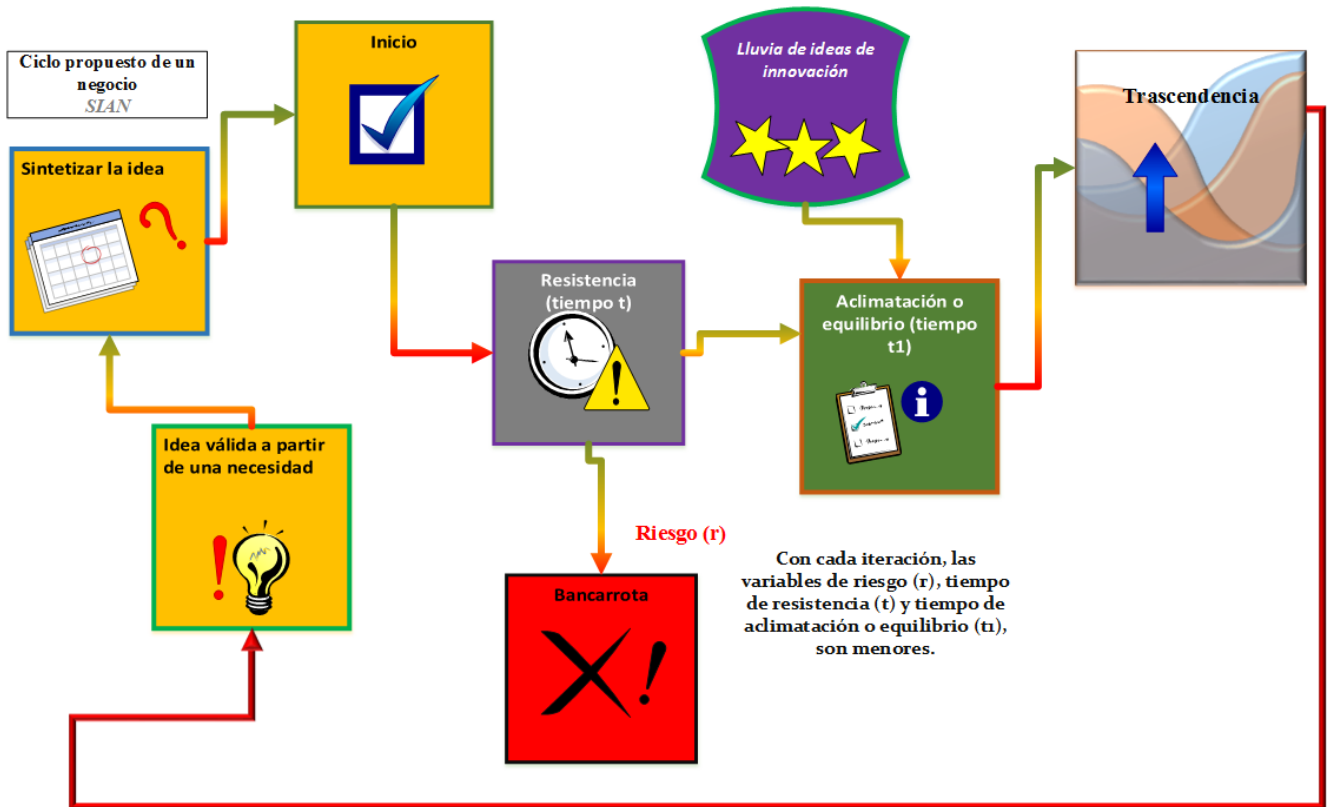 Ciclo propuesto de un
negocio
SIAN
Sintetizar la idea
Inicio
Lluvia de ideas de
innovación
Trascendencia
Resistencia
(tiempo t)
Aclimatación o
equilibrio (tiempo
t1)
Idea válida a partir
de una necesidad
Riesgo (r)
Bancarrota
Con cada iteración, las
variables de riesgo (r), tiempo
de resistencia (t) y tiempo de
aclimatación o equilibrio (t1),
son menores.